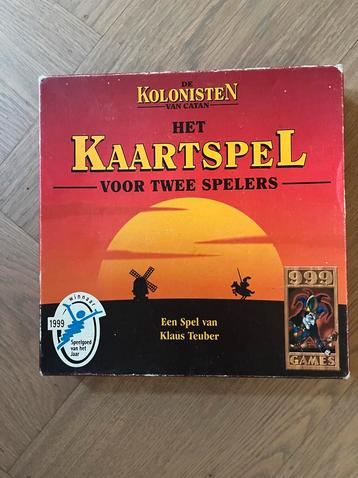 DE
KOLONISTEN
VAN CATAN
HET
KAARTSPEL
VOOR TWEE SPELERS
Een Spel van
Klaus Teuber
winnaar
1999
Speelgoed
van het
Jaar
999
GAMES